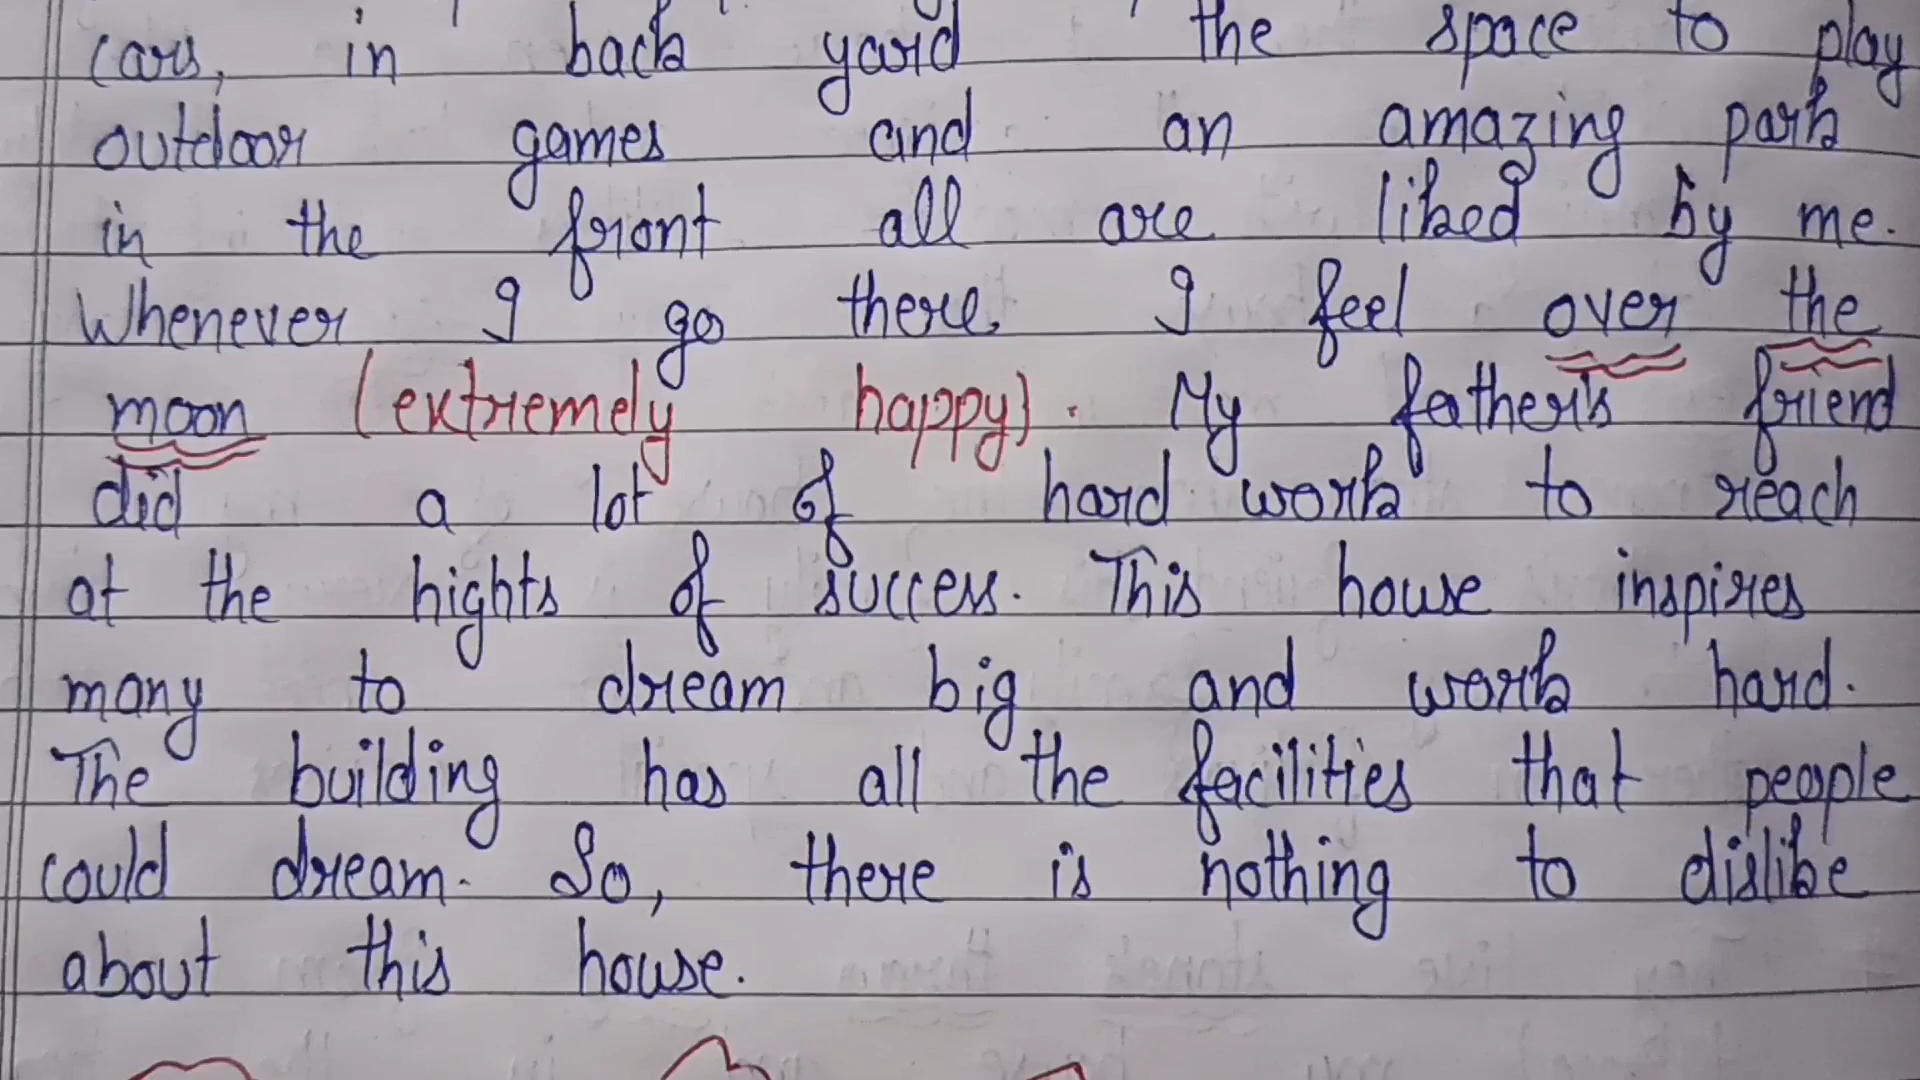 cars, in back yard the space to play
outdoor games and an amazing park
in the front all are liked by me.
Whenever I go there, I feel over the
moon (extremely happy). My father's friend
did a lot of hard work to reach
at the hights of success. This house inspires
many to dream big and work hard.
The building has all the facilities that people
could dream. So, there is nothing to dislike
about this house.